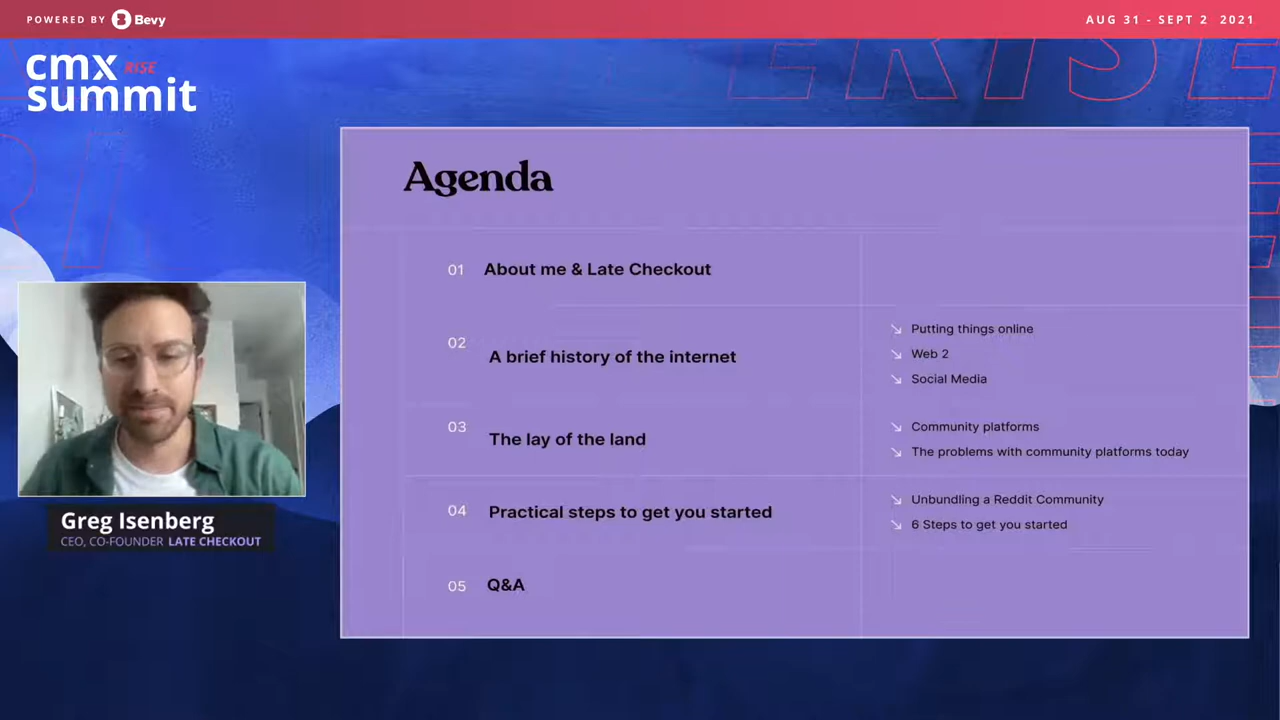 POWERED BY Bevy
AUG 31 - SEPT 2 2021
cmx RISE
summit
ERISE
RI
Agenda
01 About me & Late Checkout
02 A brief history of the internet
Putting things online
Web 2
Social Media
03 The lay of the land
Community platforms
The problems with community platforms today
04 Practical steps to get you started
Unbundling a Reddit Community
6 Steps to get you started
05 Q&A
Greg Isenberg
CEO, CO-FOUNDER LATE CHECKOUT